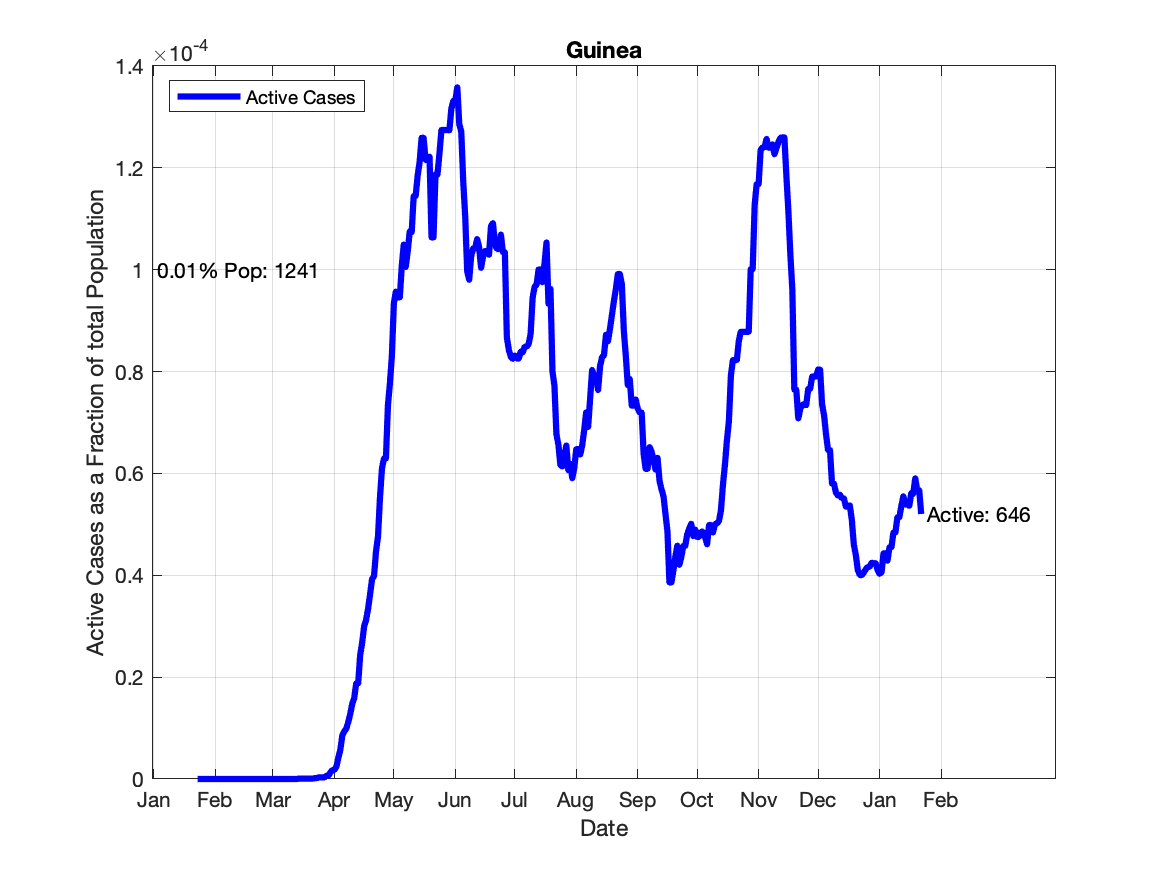 Guinea
×10^-4
Active Cases
1.4
1.2
1
0.8
0.6
0.4
0.2
0
0.01% Pop: 1241
Active: 646
Active Cases as a Fraction of total Population
Jan Feb Mar Apr May Jun Jul Aug Sep Oct Nov Dec Jan Feb
Date